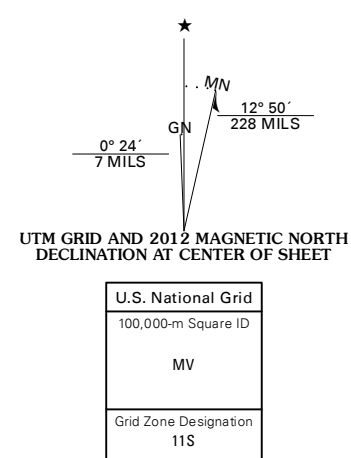 ★
MN
GN
12° 50´
228 MILS
0° 24´
7 MILS
UTM GRID AND 2012 MAGNETIC NORTH
DECLINATION AT CENTER OF SHEET
U.S. National Grid
100,000-m Square ID
MV
Grid Zone Designation
11S